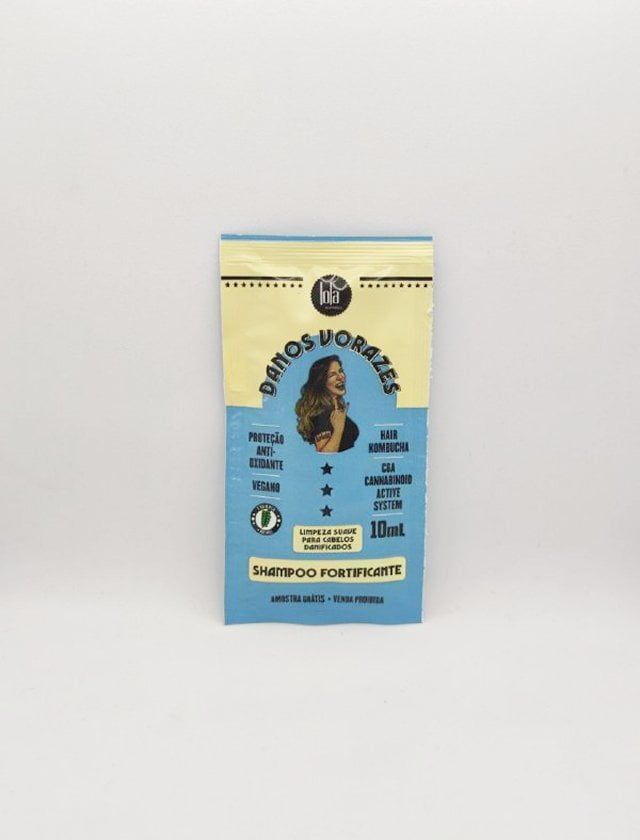 lola
DANOS VORAZES
PROTEÇÃO
ANTI-
OXIDANTE
VEGANO
HAIR
KOMBUCHA
C&A
CANNABINOID
ACTIVE
SYSTEM
10mL
LIMPEZA SUAVE
PARA CABELOS
DANIFICADOS
SHAMPOO FORTIFICANTE
AMOSTRA GRÁTIS • VENDA PROIBIDA